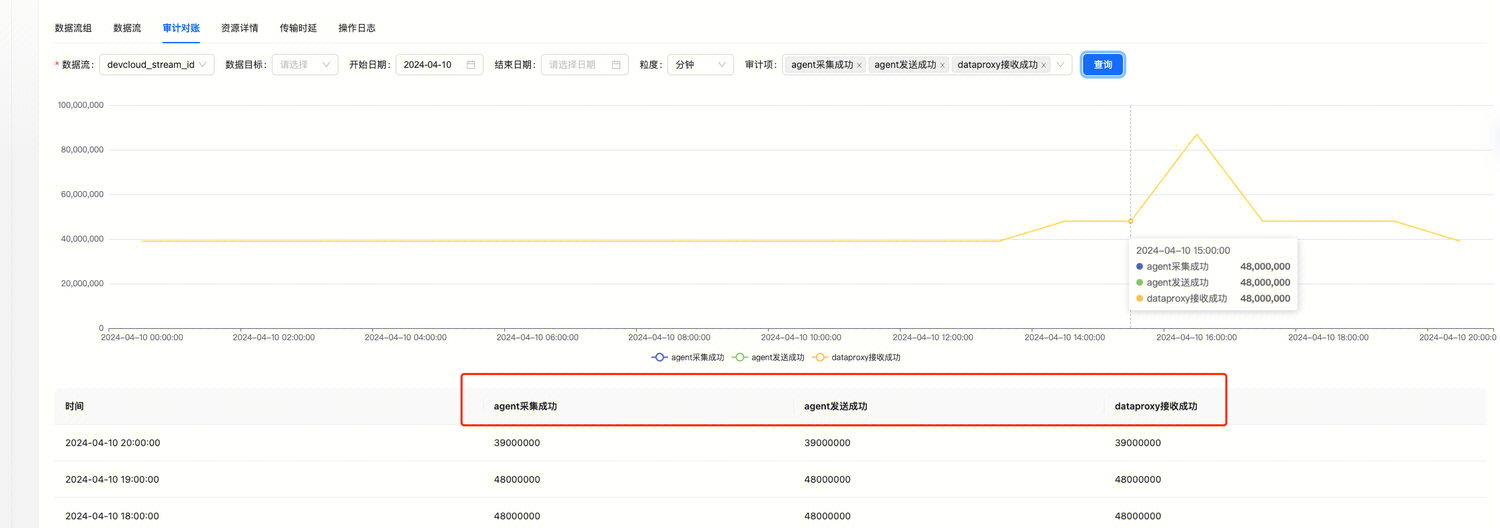 数据流组 数据流 审计对账 资源详情 传输时延 操作日志
* 数据流: devcloud_stream_id 数据目标: 请选择 开始日期: 2024-04-10 结束日期: 请选择日期 粒度: 分钟 审计项: agent采集成功 x agent发送成功 x dataproxy接收成功 x 查询
100,000,000
80,000,000
60,000,000
40,000,000
20,000,000
0
2024-04-10 15:00:00
agent采集成功 48,000,000
agent发送成功 48,000,000
dataproxy接收成功 48,000,000
2024-04-10 00:00:00 2024-04-10 02:00:00 2024-04-10 04:00:00 2024-04-10 06:00:00 2024-04-10 08:00:00 2024-04-10 10:00:00 2024-04-10 12:00:00 2024-04-10 14:00:00 2024-04-10 16:00:00 2024-04-10 18:00:00 2024-04-10 20:00:0
agent采集成功 agent发送成功 dataproxy接收成功
时间 agent采集成功 agent发送成功 dataproxy接收成功
2024-04-10 20:00:00 39000000 39000000 39000000
2024-04-10 19:00:00 48000000 48000000 48000000
2024-04-10 18:00:00 48000000 48000000 48000000